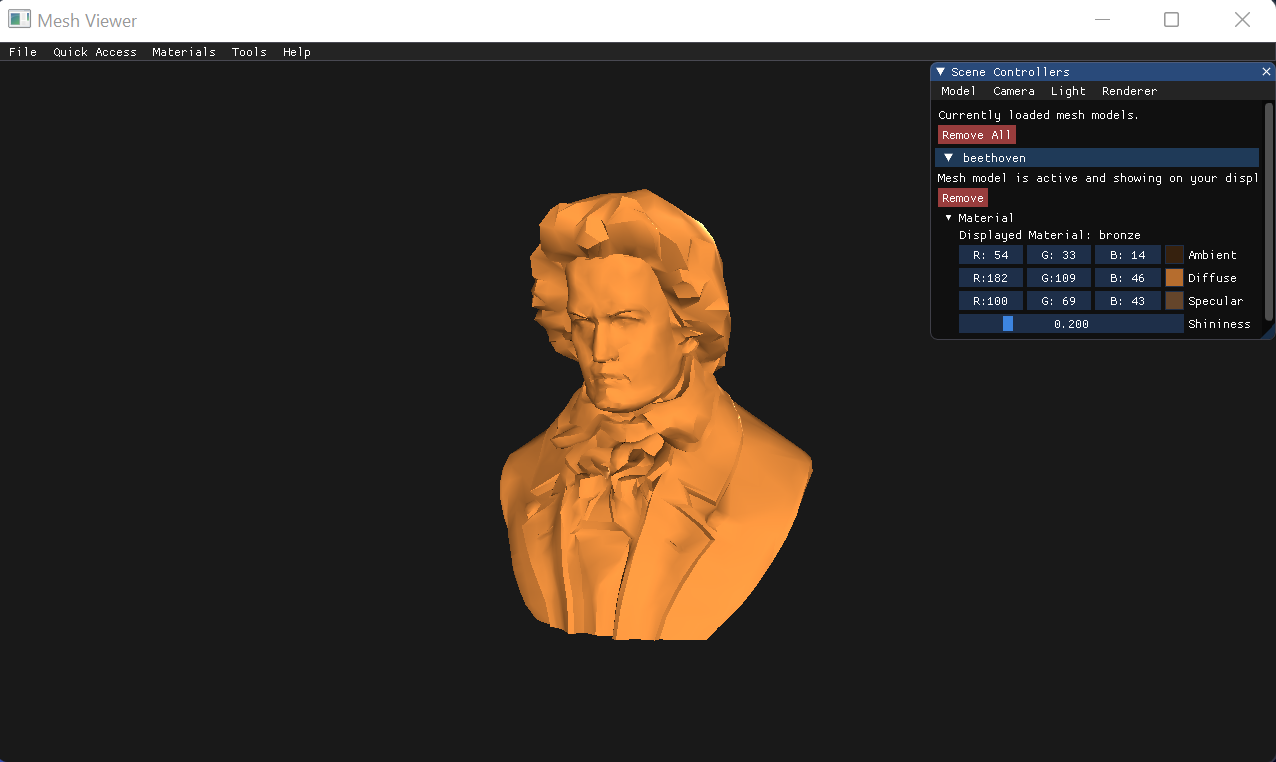 Mesh Viewer
File Quick Access Materials Tools Help
Scene Controllers
Model Camera Light Renderer
Currently loaded mesh models.
Remove All
beethoven
Mesh model is active and showing on your displ
Remove
Material
Displayed Material: bronze
R: 54 G: 33 B: 14 Ambient
R:182 G:109 B: 46 Diffuse
R:100 G: 69 B: 43 Specular
0.200 Shininess